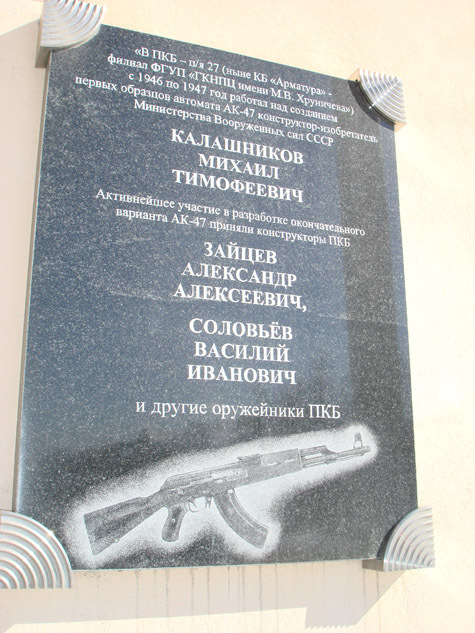 «В ПКБ – п/я 27 (ныне КБ «Арматура» -
филиал ФГУП «ГКНПЦ имени М.В. Хруничева»)
с 1946 по 1947 год работал над созданием
первых образцов автомата АК-47 конструктор-изобретатель
Министерства Вооруженных сил СССР
КАЛАШНИКОВ
МИХАИЛ
ТИМОФЕЕВИЧ
Активнейшее участие в разработке окончательного
варианта АК-47 приняли конструкторы ПКБ
ЗАЙЦЕВ
АЛЕКСАНДР
АЛЕКСЕЕВИЧ,
СОЛОВЬЁВ
ВАСИЛИЙ
ИВАНОВИЧ
и другие оружейники ПКБ